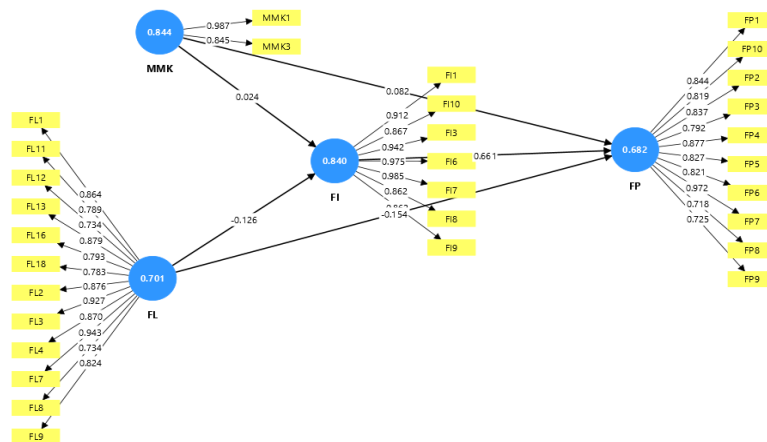 MMK1
MMK3
0.987
0.845
0.844
MMK
0.024
0.082
FI1
FI10
FI3
FI6
FI7
FI8
FI9
0.912
0.867
0.942
0.975
0.985
0.862
0.840
FI
0.661
-0.126
-0.154
FL1
FL11
FL12
FL13
FL16
FL18
FL2
FL3
FL4
FL7
FL8
FL9
0.864
0.789
0.734
0.879
0.793
0.783
0.876
0.927
0.870
0.943
0.734
0.824
0.701
FL
FP1
FP10
FP2
FP3
FP4
FP5
FP6
FP7
FP8
FP9
0.844
0.819
0.837
0.792
0.877
0.827
0.821
0.972
0.718
0.725
0.682
FP